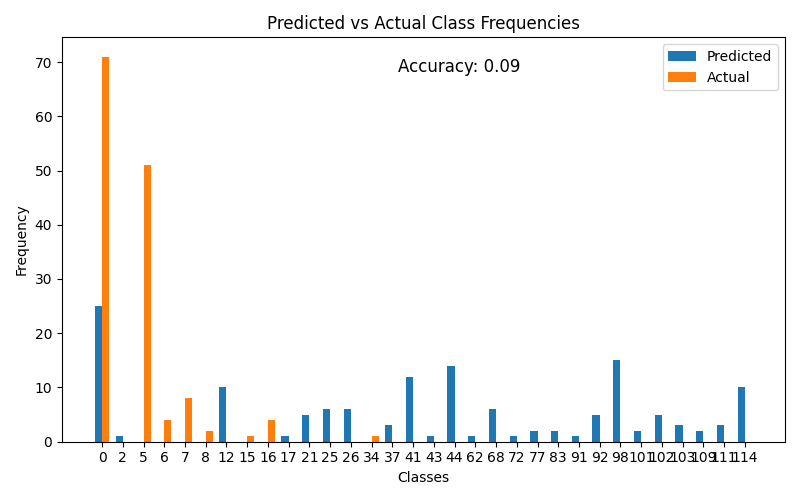 Predicted vs Actual Class Frequencies
Accuracy: 0.09
Predicted
Actual
Frequency
70
60
50
40
30
20
10
0
0 2 5 6 7 8 12 15 16 17 21 25 26 34 37 41 43 44 62 68 72 77 83 91 92 98 101 102 103 109 111 114
Classes